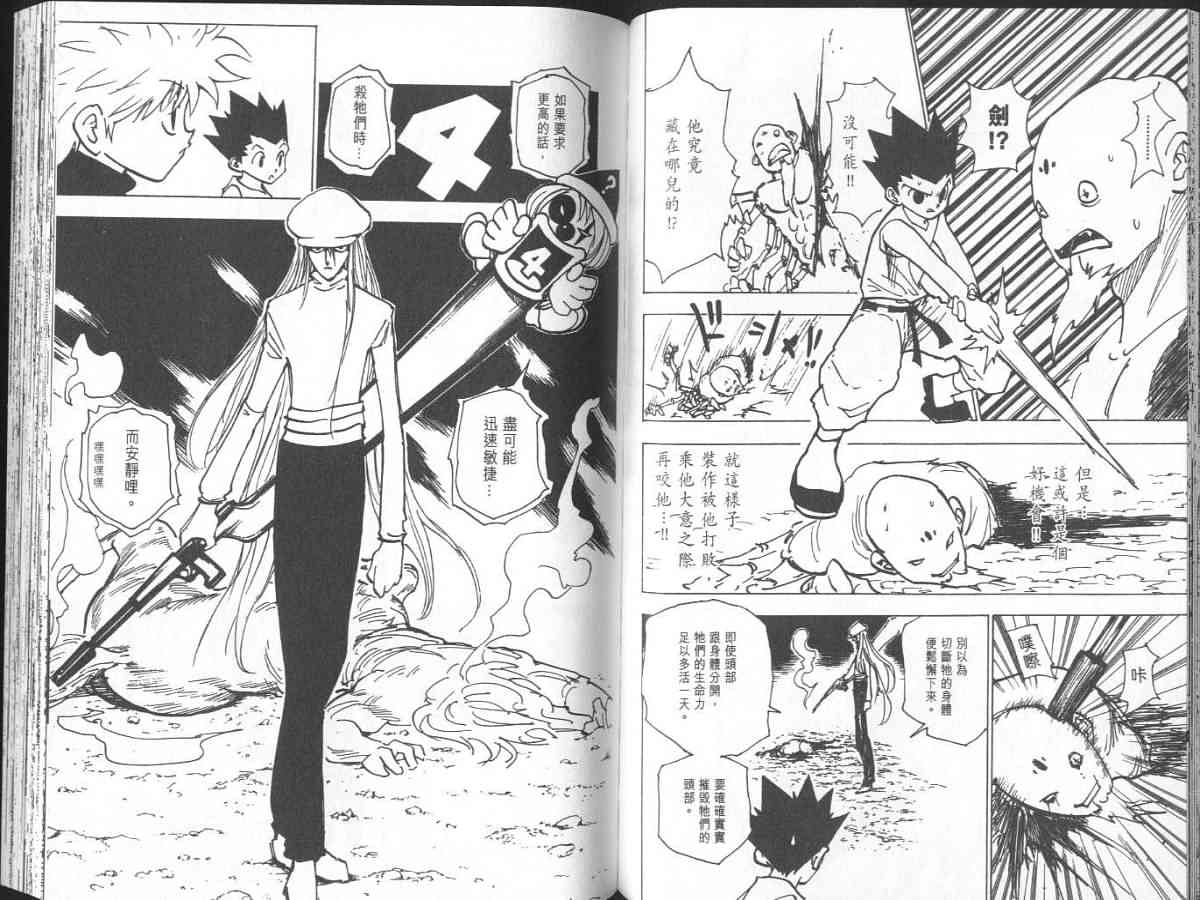 ………
劍
!?
沒可能!!
他究竟
藏在哪兒的!?
ドシメ!!
但是…
這或許是個
好機會!!
就這樣子
裝作被他打敗
乘他大意之際
再咬他…!!
咔
噗嚓
別以為
切斷牠的身體
便鬆懈下來。
即使頭部
跟身體分開，
牠們的生命力
足以多活一天。
要確確實實
摧毀牠們的
頭部。
如果要求
更高的話，
4
殺牠們時…
?
4
盡可能
迅速敏捷…
而安靜哩。
嘿嘿嘿嘿